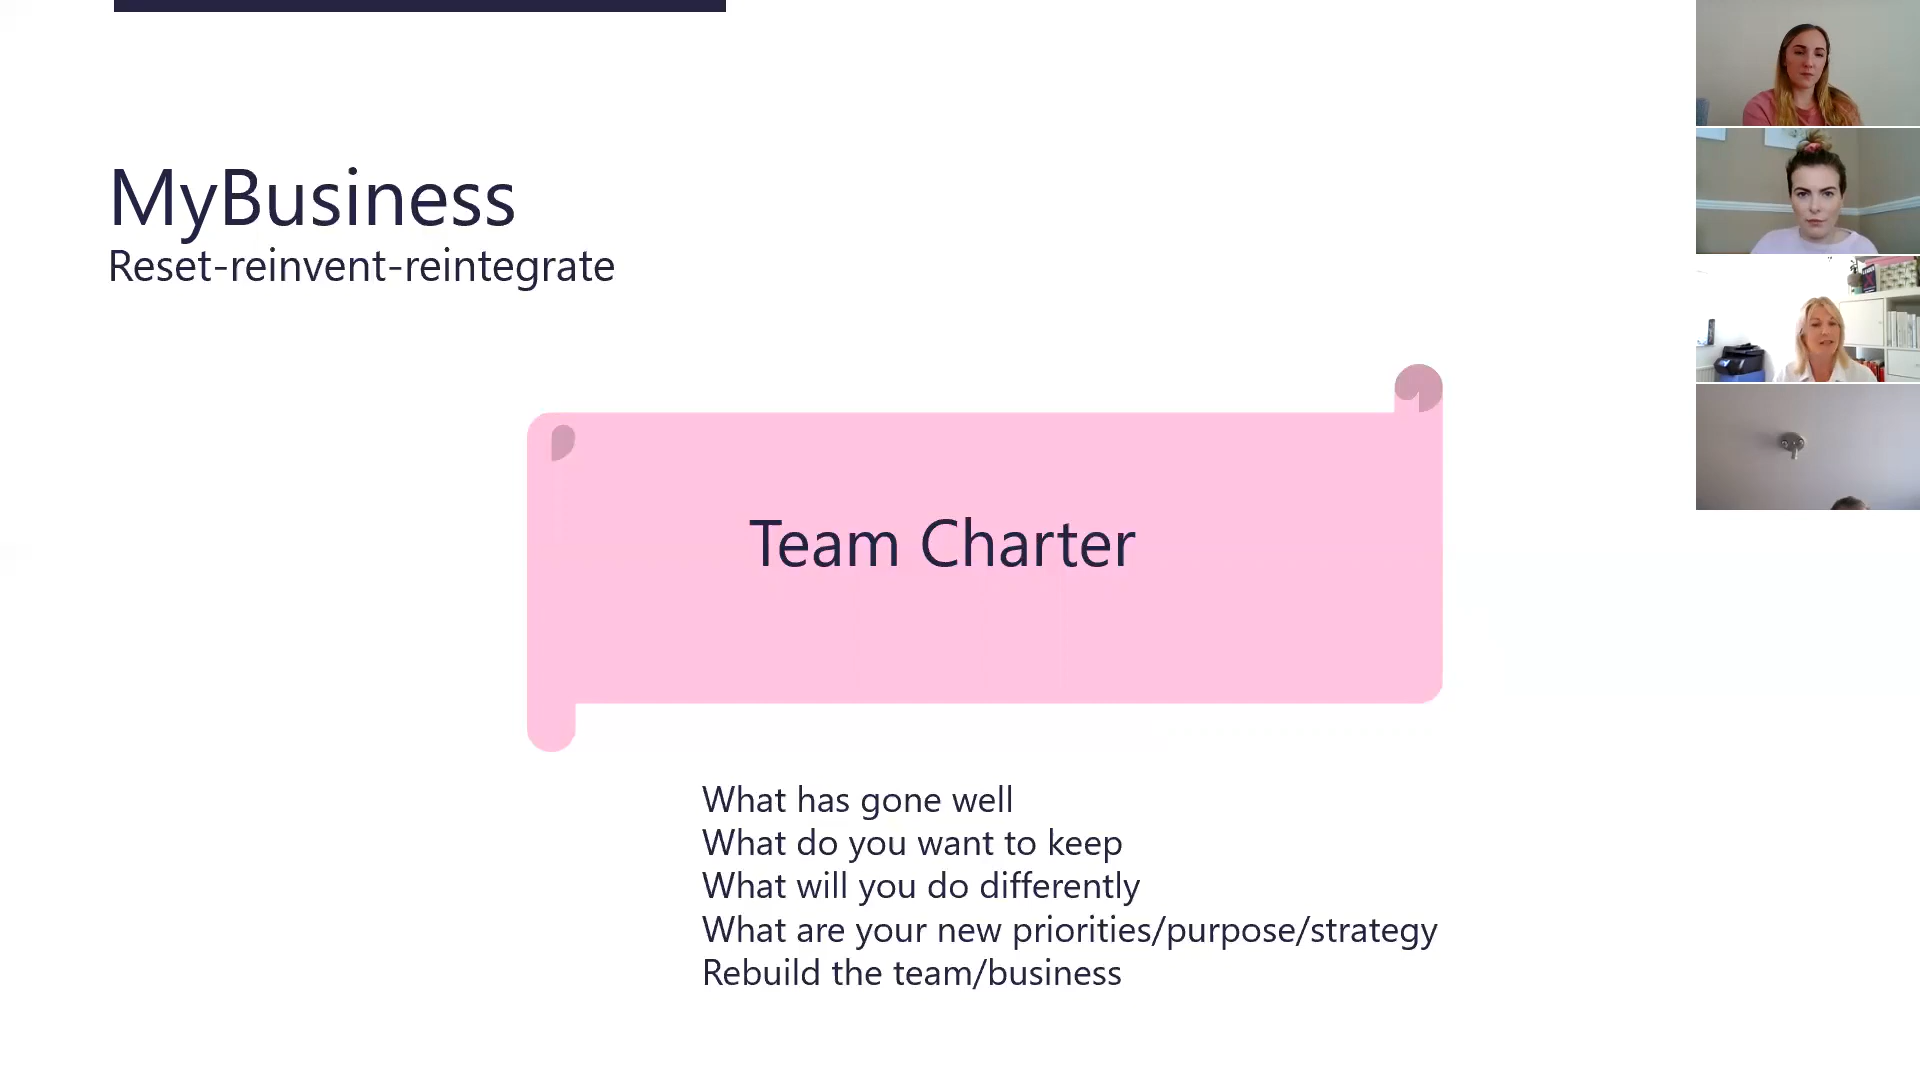 MyBusiness
Reset-reinvent-reintegrate
Team Charter
What has gone well
What do you want to keep
What will you do differently
What are your new priorities/purpose/strategy
Rebuild the team/business